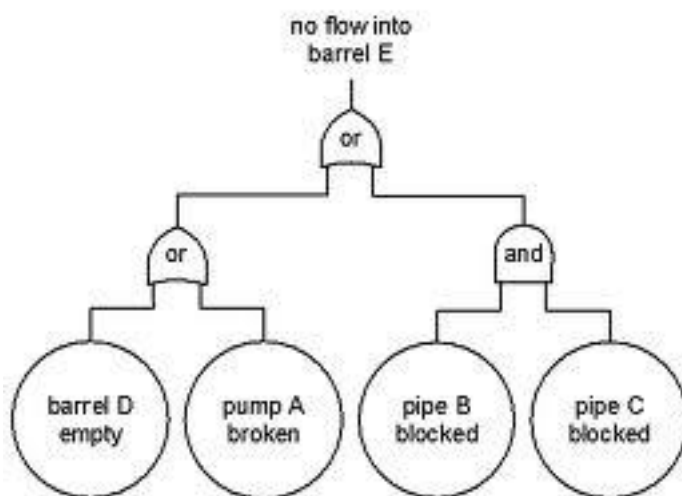 no flow into
barrel E
or
or
and
barrel D
empty
pump A
broken
pipe B
blocked
pipe C
blocked